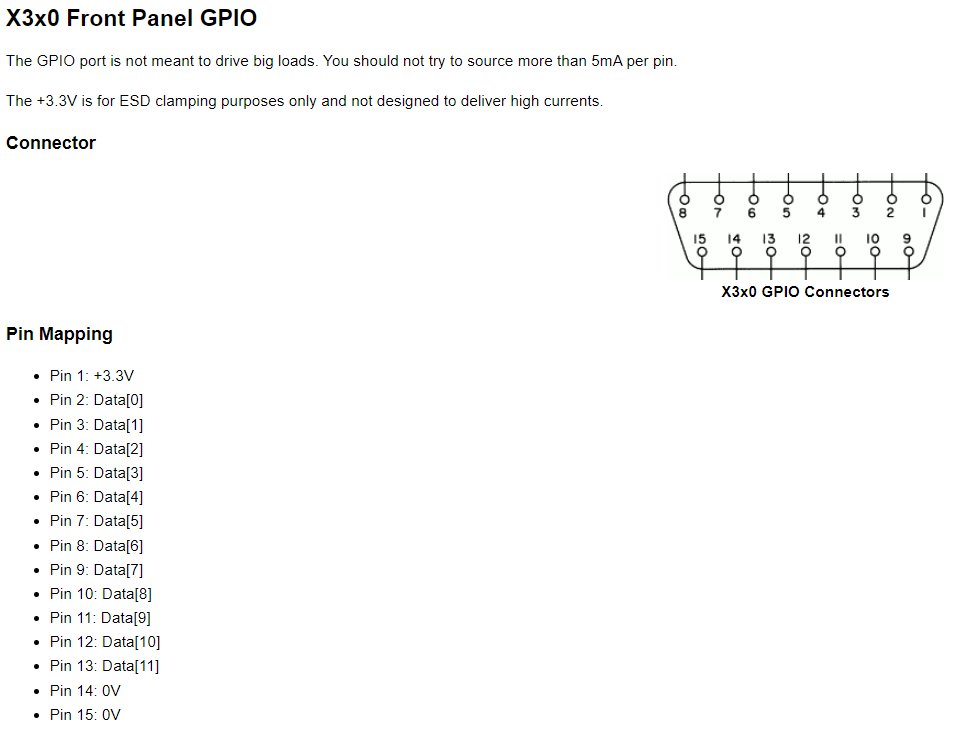 X3x0 Front Panel GPIO
The GPIO port is not meant to drive big loads. You should not try to source more than 5mA per pin.
The +3.3V is for ESD clamping purposes only and not designed to deliver high currents.
Connector
8 7 6 5 4 3 2 1
15 14 13 12 11 10 9
X3x0 GPIO Connectors
Pin Mapping
• Pin 1: +3.3V
• Pin 2: Data[0]
• Pin 3: Data[1]
• Pin 4: Data[2]
• Pin 5: Data[3]
• Pin 6: Data[4]
• Pin 7: Data[5]
• Pin 8: Data[6]
• Pin 9: Data[7]
• Pin 10: Data[8]
• Pin 11: Data[9]
• Pin 12: Data[10]
• Pin 13: Data[11]
• Pin 14: 0V
• Pin 15: 0V